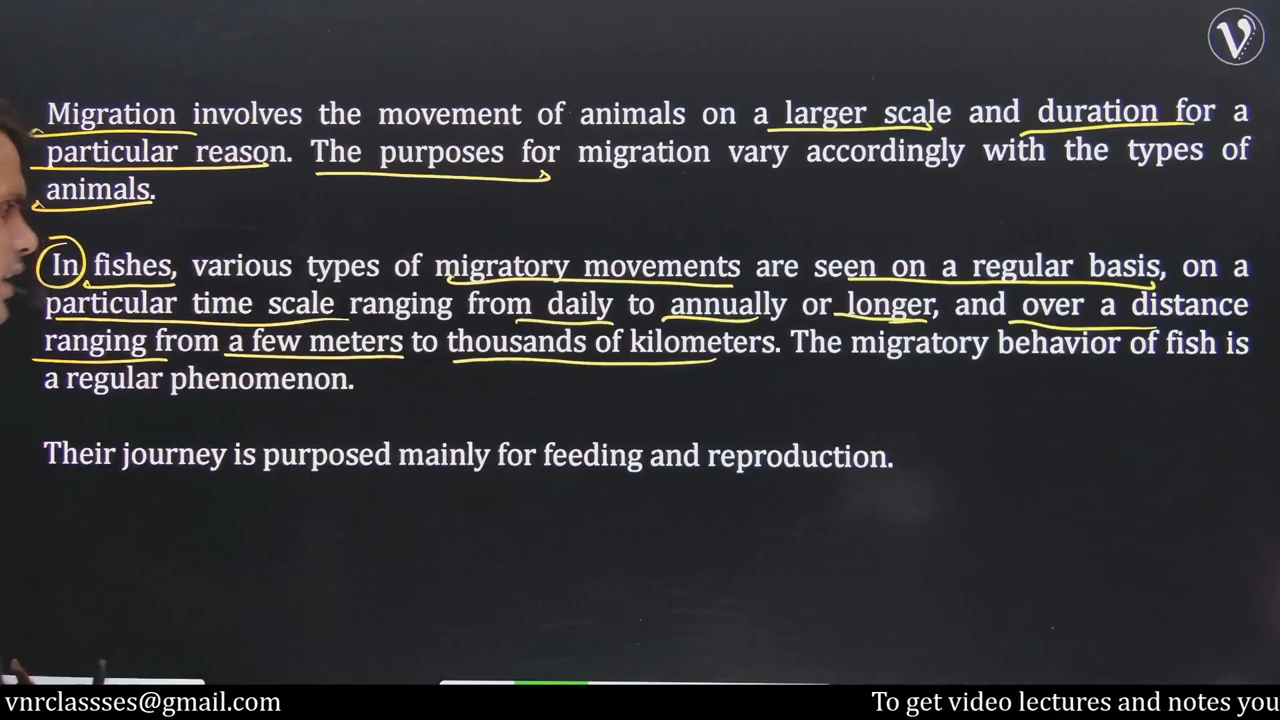 V
Migration involves the movement of animals on a larger scale and duration for a
particular reason. The purposes for migration vary accordingly with the types of
animals.
In fishes, various types of migratory movements are seen on a regular basis, on a
particular time scale ranging from daily to annually or longer, and over a distance
ranging from a few meters to thousands of kilometers. The migratory behavior of fish is
a regular phenomenon.
Their journey is purposed mainly for feeding and reproduction.
vnrclassses@gmail.com
To get video lectures and notes you